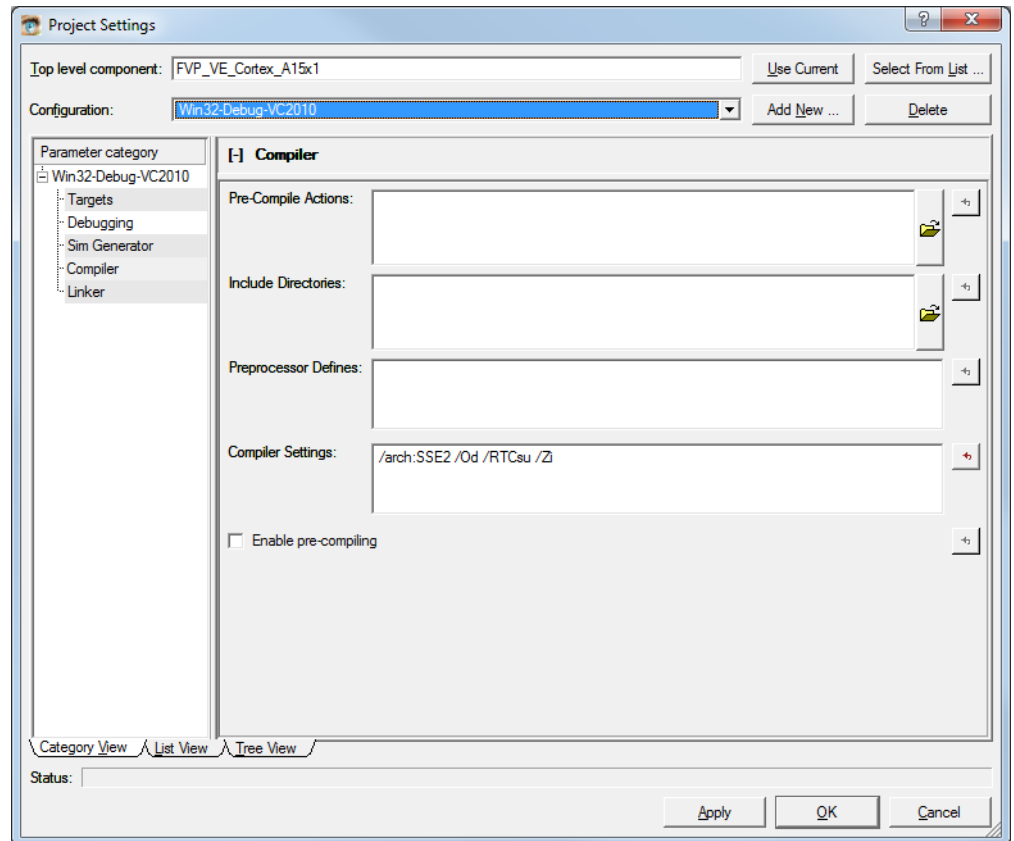 Project Settings
Top level component: FVP_VE_Cortex_A15x1 Use Current Select From List ...
Configuration: Win32-Debug-VC2010 Add New ... Delete
Parameter category
Win32-Debug-VC2010
Targets
Debugging
Sim Generator
Compiler
Linker
[-] Compiler
Pre-Compile Actions:
Include Directories:
Preprocessor Defines:
Compiler Settings: /arch:SSE2 /Od /RTCsu /Zi
Enable pre-compiling
Category View List View Tree View
Status:
Apply OK Cancel